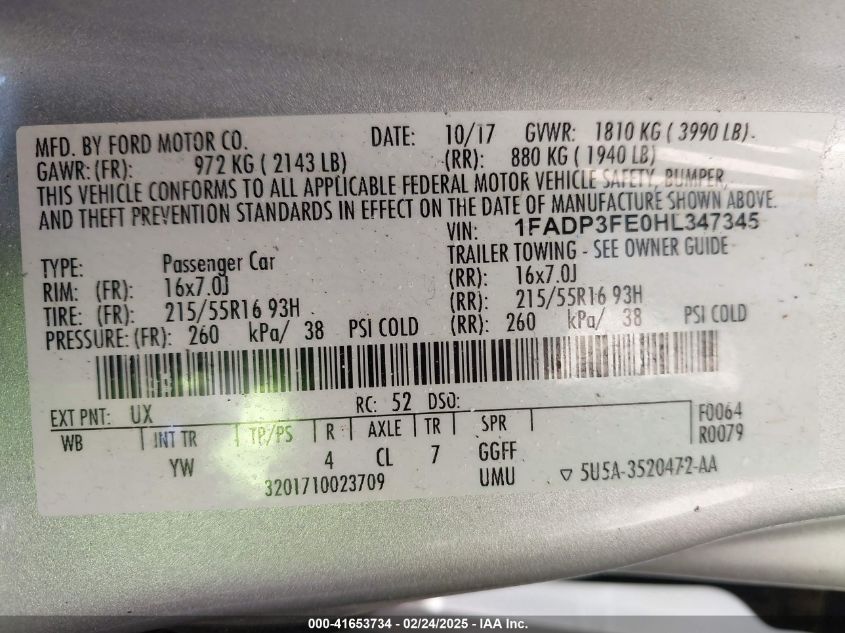 MFD. BY FORD MOTOR CO. DATE: 10/17 GVWR: 1810 KG ( 3990 LB).
GAWR: (FR): 972 KG ( 2143 LB) (RR): 880 KG ( 1940 LB)
THIS VEHICLE CONFORMS TO ALL APPLICABLE FEDERAL MOTOR VEHICLE SAFETY, BUMPER,
AND THEFT PREVENTION STANDARDS IN EFFECT ON THE DATE OF MANUFACTURE SHOWN ABOVE.
VIN: 1FADP3FE0HL347345
TYPE: Passenger Car TRAILER TOWING - SEE OWNER GUIDE
RIM: (FR): 16x7.0J (RR): 16x7.0J
TIRE: (FR): 215/55R16 93H (RR): 215/55R16 93H
PRESSURE: (FR): 260 kPa/ 38 PSI COLD (RR): 260 kPa/ 38 PSI COLD
EXT PNT: UX RC: 52 DSO: F0064
WB INT TR TP/PS R AXLE TR SPR R0079
YW 4 CL 7 GGFF
3201710023709 UMU ▽ 5U5A-3520472-AA
000-41653734 - 02/24/2025 - IAA Inc.